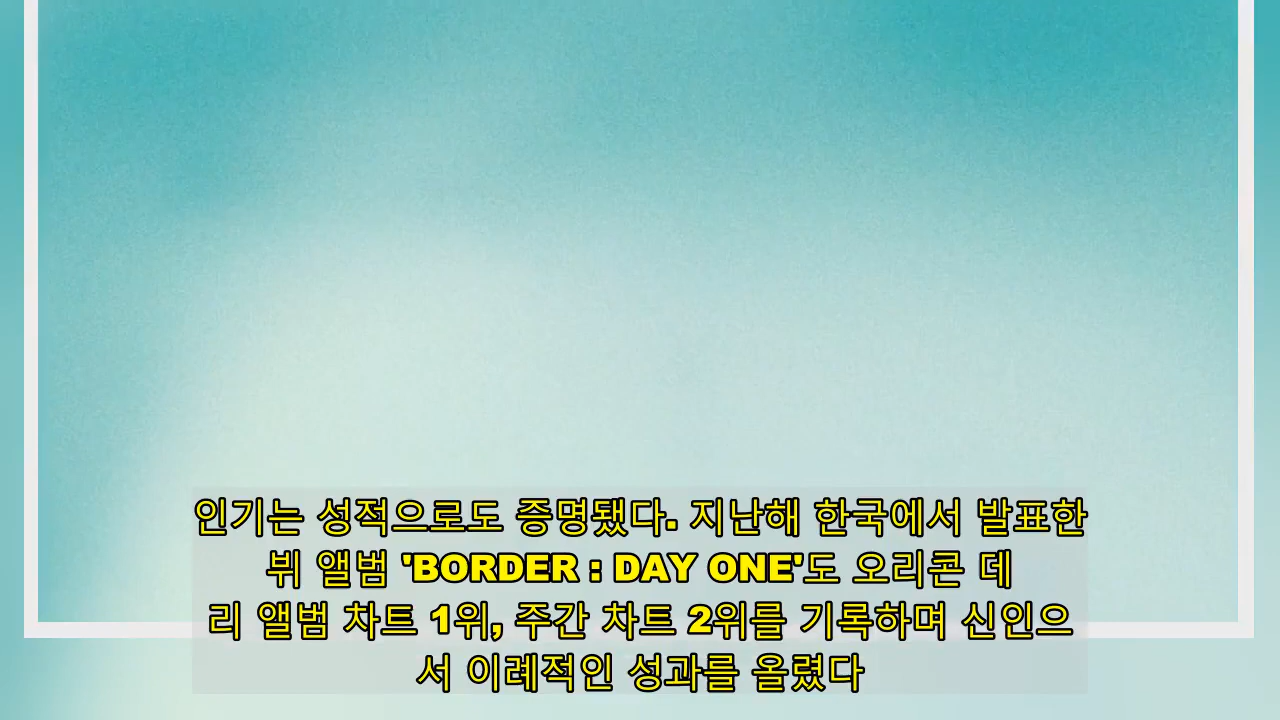 인기는 성적으로도 증명됐다. 지난해 한국에서 발표한
뷔 앨범 'BORDER : DAY ONE'도 오리콘 데
리 앨범 차트 1위, 주간 차트 2위를 기록하며 신인으
서 이례적인 성과를 올렸다